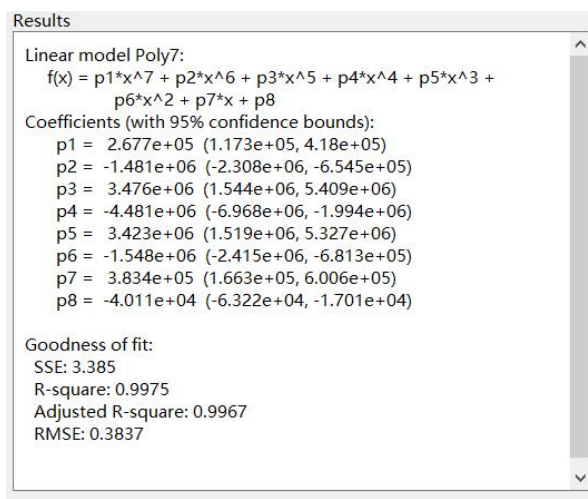 Results
Linear model Poly7:
f(x) = p1*x^7 + p2*x^6 + p3*x^5 + p4*x^4 + p5*x^3 +
p6*x^2 + p7*x + p8
Coefficients (with 95% confidence bounds):
p1 = 2.677e+05 (1.173e+05, 4.18e+05)
p2 = -1.481e+06 (-2.308e+06, -6.545e+05)
p3 = 3.476e+06 (1.544e+06, 5.409e+06)
p4 = -4.481e+06 (-6.968e+06, -1.994e+06)
p5 = 3.423e+06 (1.519e+06, 5.327e+06)
p6 = -1.548e+06 (-2.415e+06, -6.813e+05)
p7 = 3.834e+05 (1.663e+05, 6.006e+05)
p8 = -4.011e+04 (-6.322e+04, -1.701e+04)
Goodness of fit:
SSE: 3.385
R-square: 0.9975
Adjusted R-square: 0.9967
RMSE: 0.3837